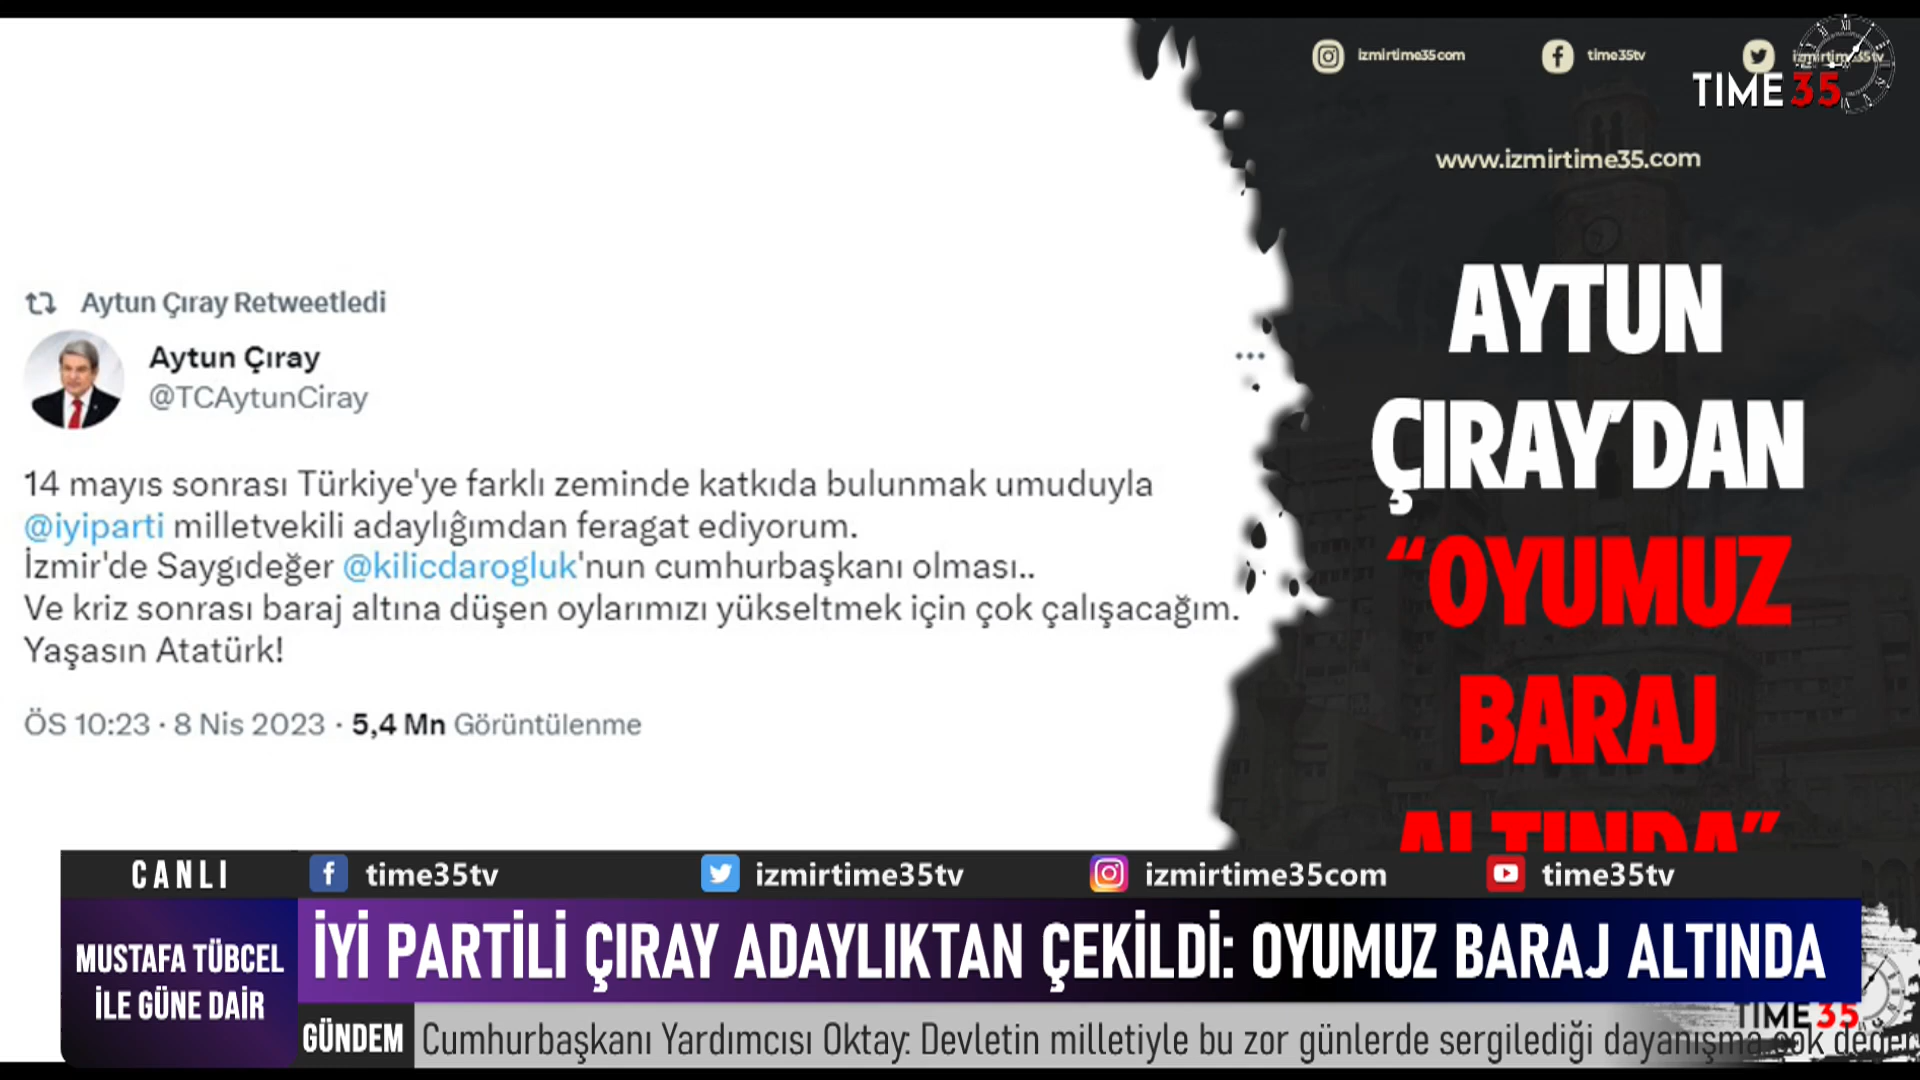 izmirtime35com
time35tv
izmirtime35tv
TIME 35
www.izmirtime35.com
Aytun Çıray Retweetledi
Aytun Çıray
@TCAytunCiray
14 mayıs sonrası Türkiye'ye farklı zeminde katkıda bulunmak umuduyla
@iyiparti milletvekili adaylığımdan feragat ediyorum.
İzmir'de Saygıdeğer @kilicdarogluk'nun cumhurbaşkanı olması..
Ve kriz sonrası baraj altına düşen oylarımızı yükseltmek için çok çalışacağım.
Yaşasın Atatürk!
ÖS 10:23 · 8 Nis 2023 · 5,4 Mn Görüntülenme
AYTUN
ÇIRAY'DAN
“OYUMUZ
BARAJ
ALTINDA”
CANLI
time35tv
izmirtime35tv
izmirtime35com
time35tv
MUSTAFA TÜBCEL
İLE GÜNE DAİR
İYİ PARTİLİ ÇIRAY ADAYLIKTAN ÇEKİLDİ: OYUMUZ BARAJ ALTINDA
TIME 35
GÜNDEM
Cumhurbaşkanı Yardımcısı Oktay: Devletin milletiyle bu zor günlerde sergilediği dayanışma çok değer